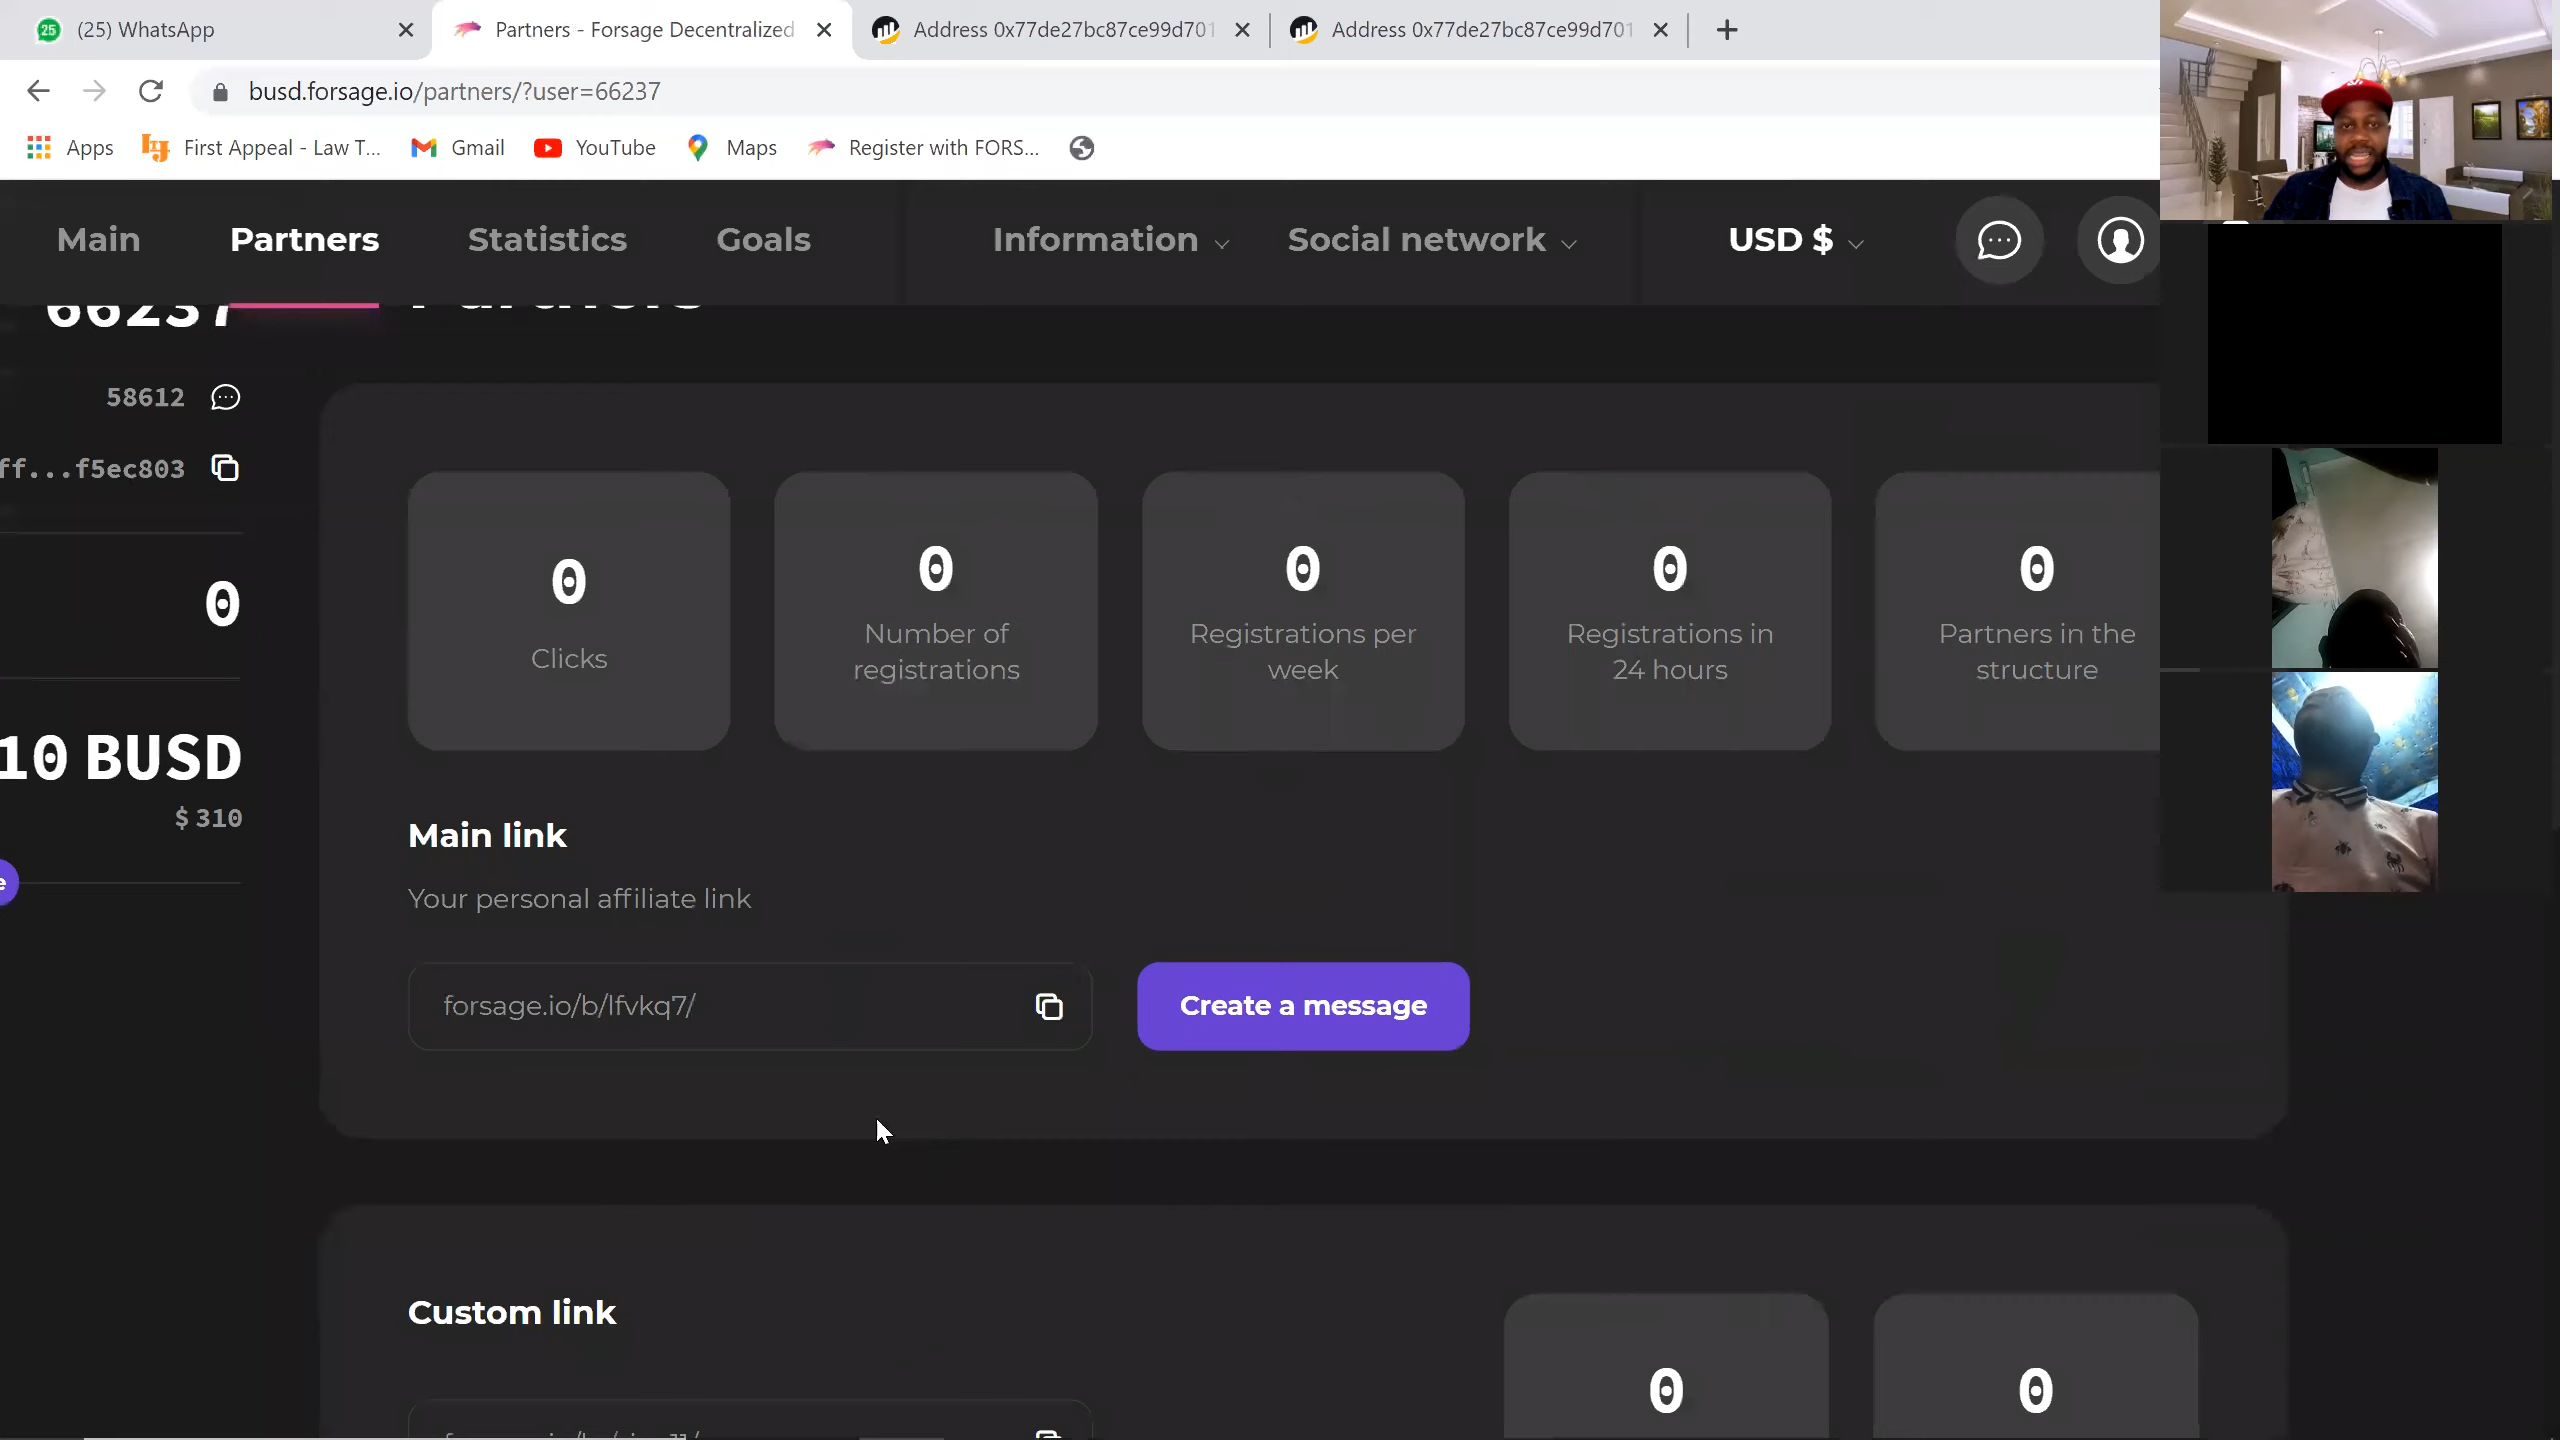 25 (25) WhatsApp
Partners - Forsage Decentralized
Address 0x77de27bc87ce99d701
Address 0x77de27bc87ce99d701
busd.forsage.io/partners/?user=66237
Apps
First Appeal - Law T...
Gmail
YouTube
Maps
Register with FORS...
Main
Partners
Statistics
Goals
Information
Social network
USD $
66237
Partners
58612
ff...f5ec803
0
10 BUSD
$ 310
e
0
Clicks
0
Number of
registrations
0
Registrations per
week
0
Registrations in
24 hours
0
Partners in the
structure
Main link
Your personal affiliate link
forsage.io/b/lfvkq7/
Create a message
Custom link
0
0